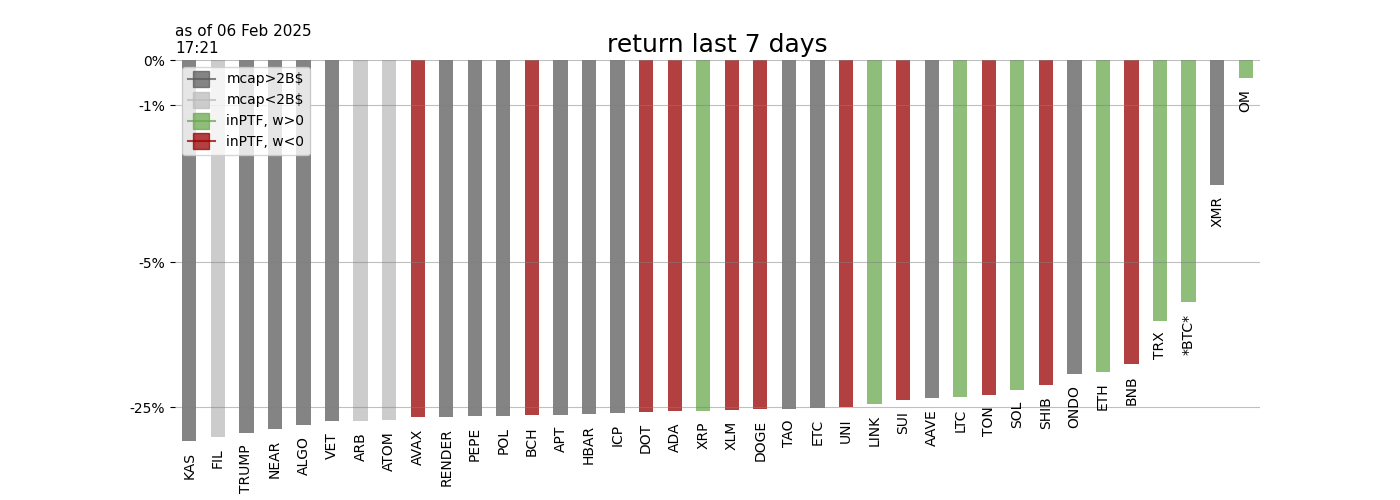 as of 06 Feb 2025
17:21
return last 7 days
0%
-1%
-5%
-25%
mcap>2B$
mcap<2B$
inPTF, w>0
inPTF, w<0
KAS
FIL
TRUMP
NEAR
ALGO
VET
ARB
ATOM
AVAX
RENDER
PEPE
POL
BCH
APT
HBAR
ICP
DOT
ADA
XRP
XLM
DOGE
TAO
ETC
UNI
LINK
SUI
AAVE
LTC
TON
SOL
SHIB
ONDO
ETH
BNB
TRX
*BTC*
XMR
OM